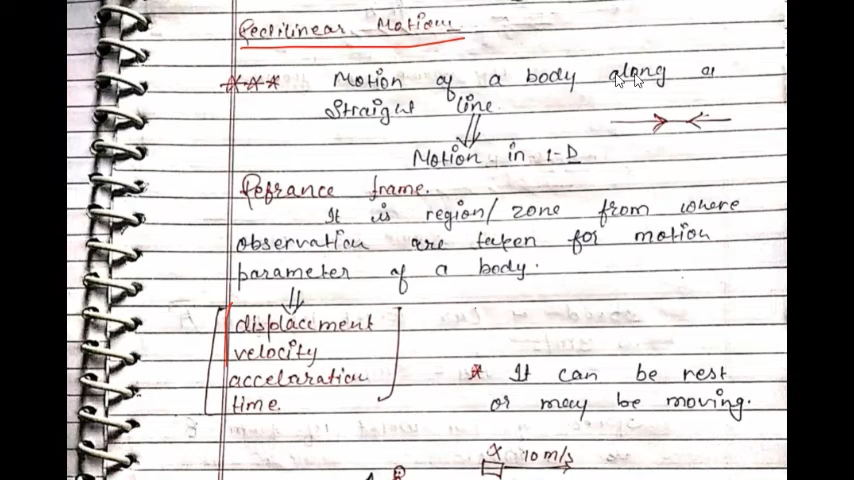 Rectilinear Motion
*** Motion of a body along a
straight line.
Motion in 1-D
Refrance frame.
It is region/zone from where
observation are taken for motion
parameter of a body.
displacment
velocity
accelaration
time.
* It can be rest
or may be moving.
X 10 m/s